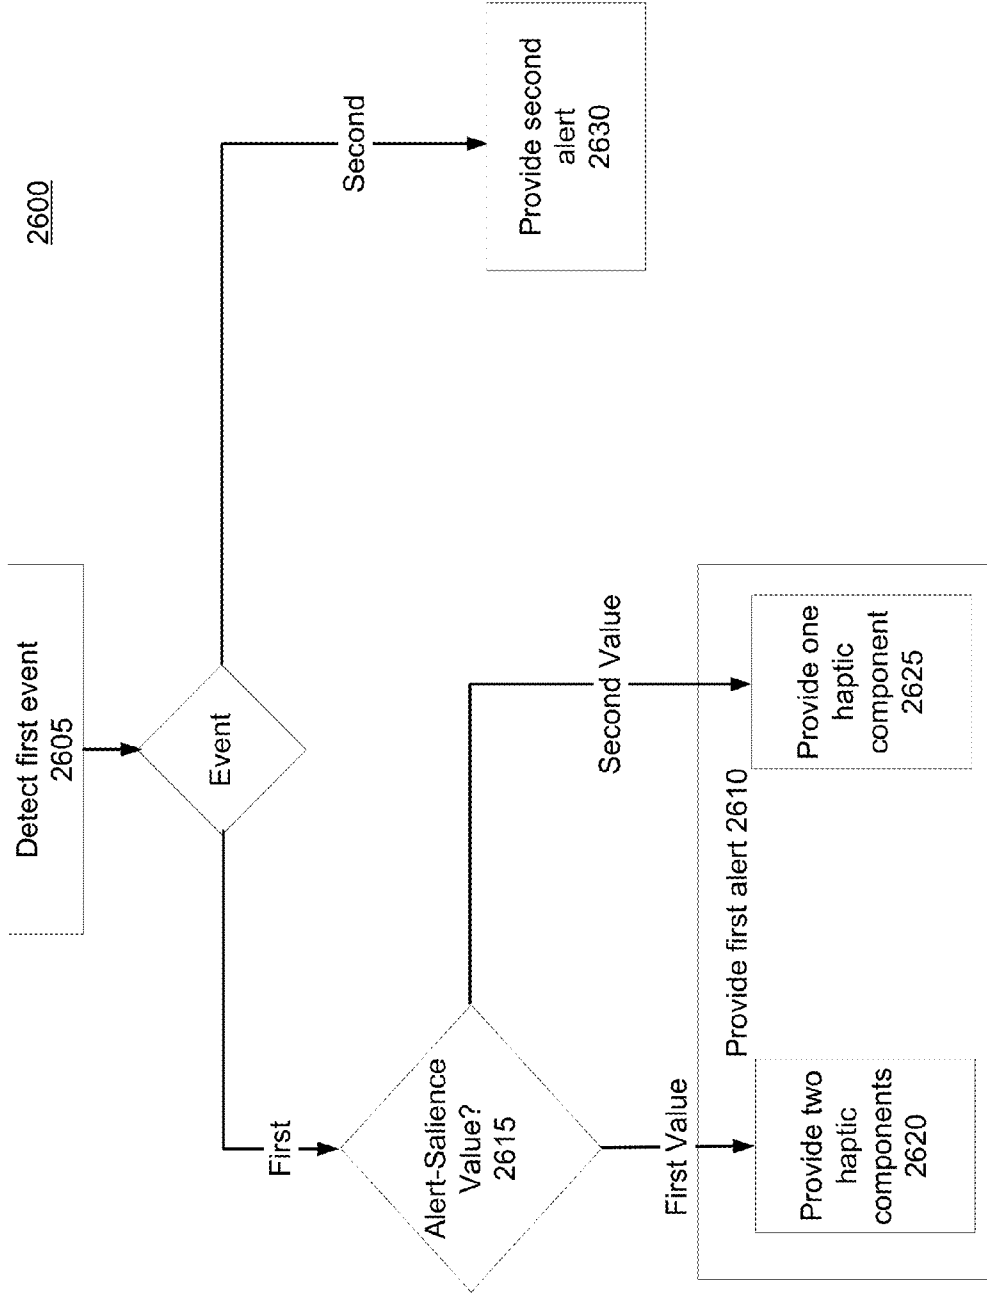 2600
Detect first event
2605
Event
First
Second
Alert-Salience
Value?
2615
Provide second
alert
2630
First Value
Second Value
Provide first alert 2610
Provide two
haptic
components
2620
Provide one
haptic
component
2625